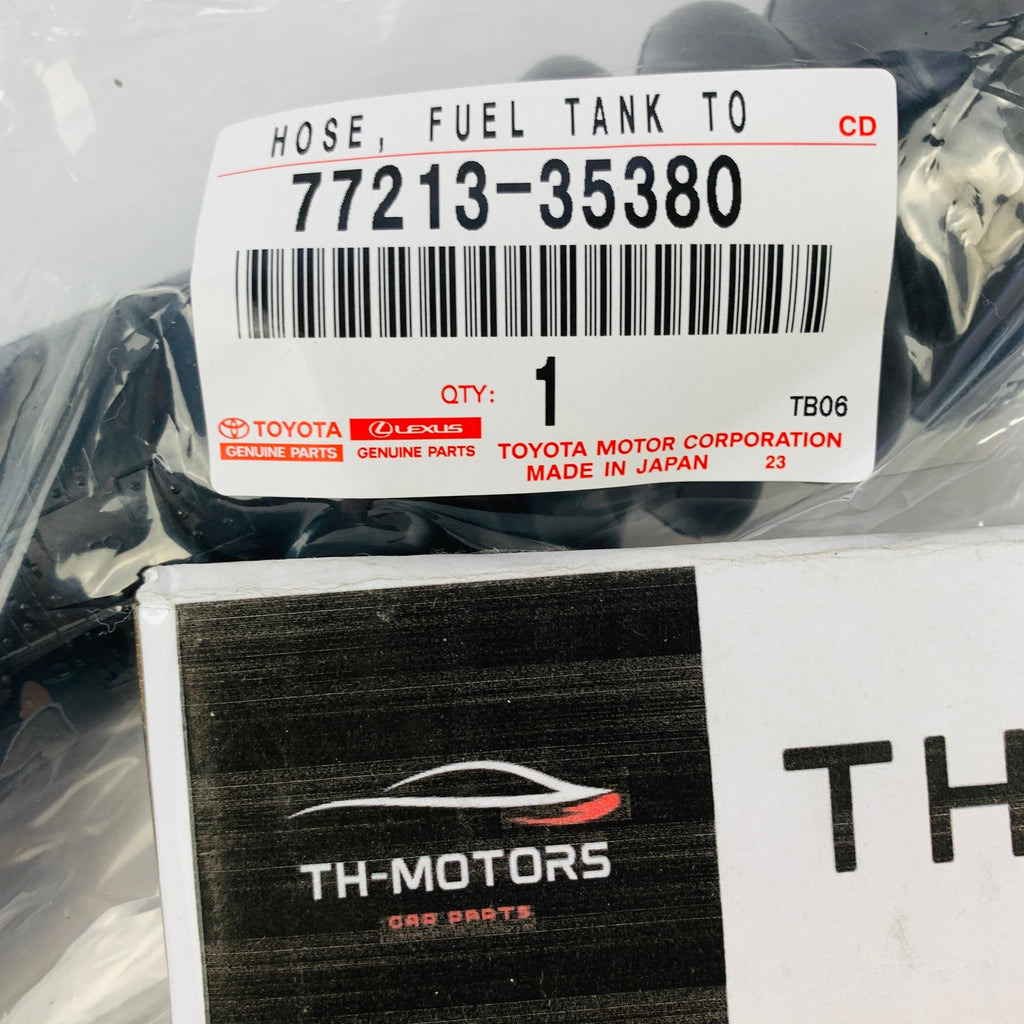 HOSE, FUEL TANK TO
CD
77213-35380
QTY: 1
TB06
TOYOTA
GENUINE PARTS
LEXUS
GENUINE PARTS
TOYOTA MOTOR CORPORATION
MADE IN JAPAN 23
TH-MOTORS
CAR PARTS
TH